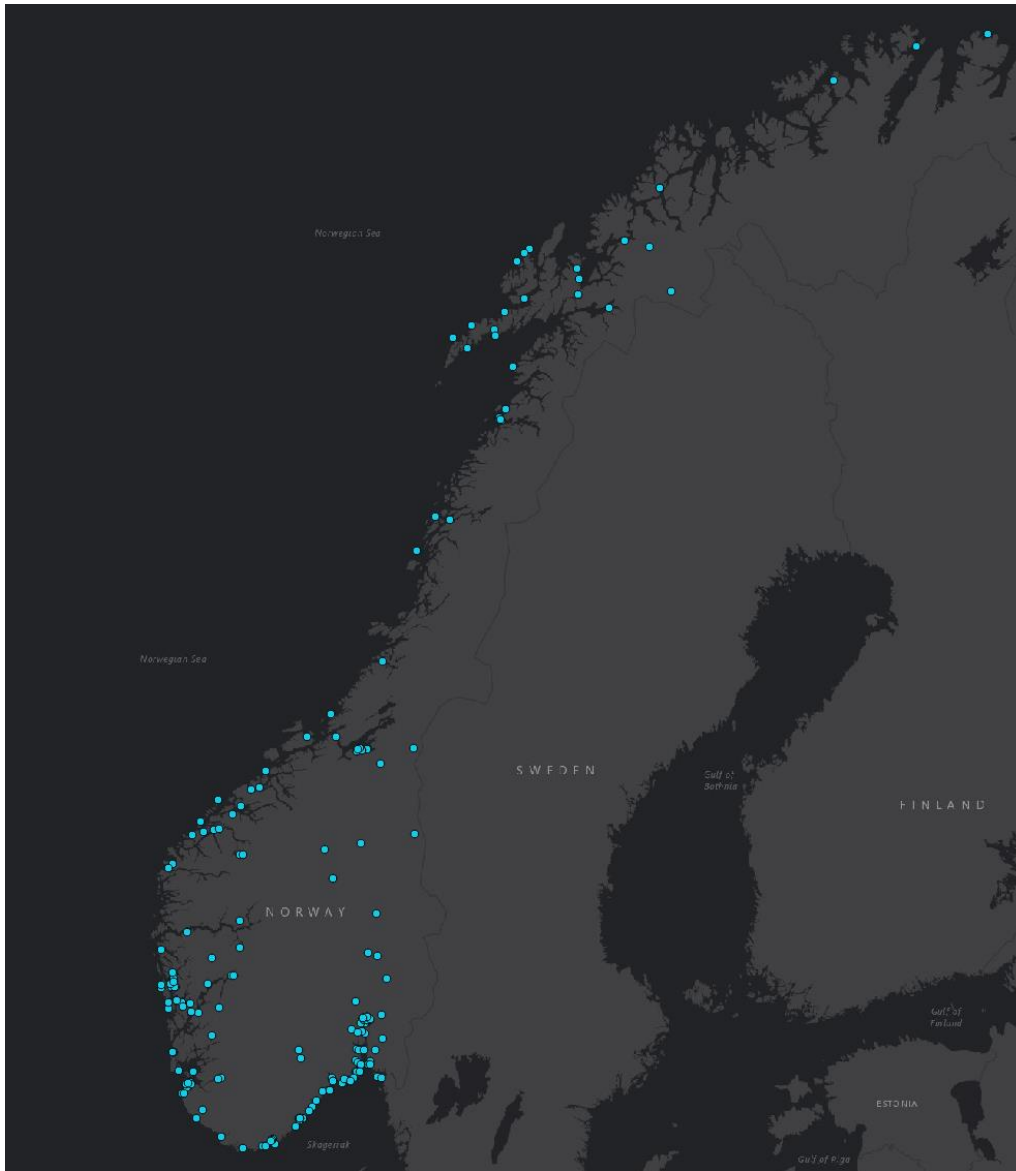 Norwegian Sea
Norwegian Sea
SWEDEN
Gulf of
Bothnia
FINLAND
NORWAY
Gulf of
Finland
ESTONIA
Skagerrak
Gulf of Riga